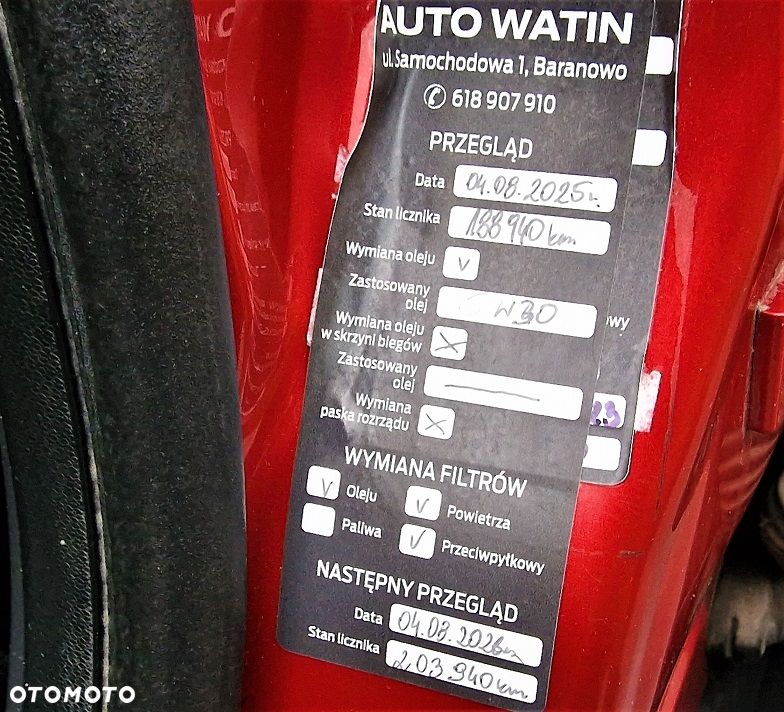 AUTO WATIN
ul. Samochodowa 1, Baranowo
✆ 618 907 910
PRZEGLĄD
Data 04.08.2025r.
Stan licznika 188 940 km
Wymiana oleju v
Zastosowany olej W30
Wymiana oleju w skrzyni biegów x
Zastosowany olej —
Wymiana paska rozrządu x
WYMIANA FILTRÓW
v Oleju v Powietrza
Paliwa v Przeciwpyłkowy
NASTĘPNY PRZEGLĄD
Data 04.08.2026r.
Stan licznika 203 940 km
OTOMOTO